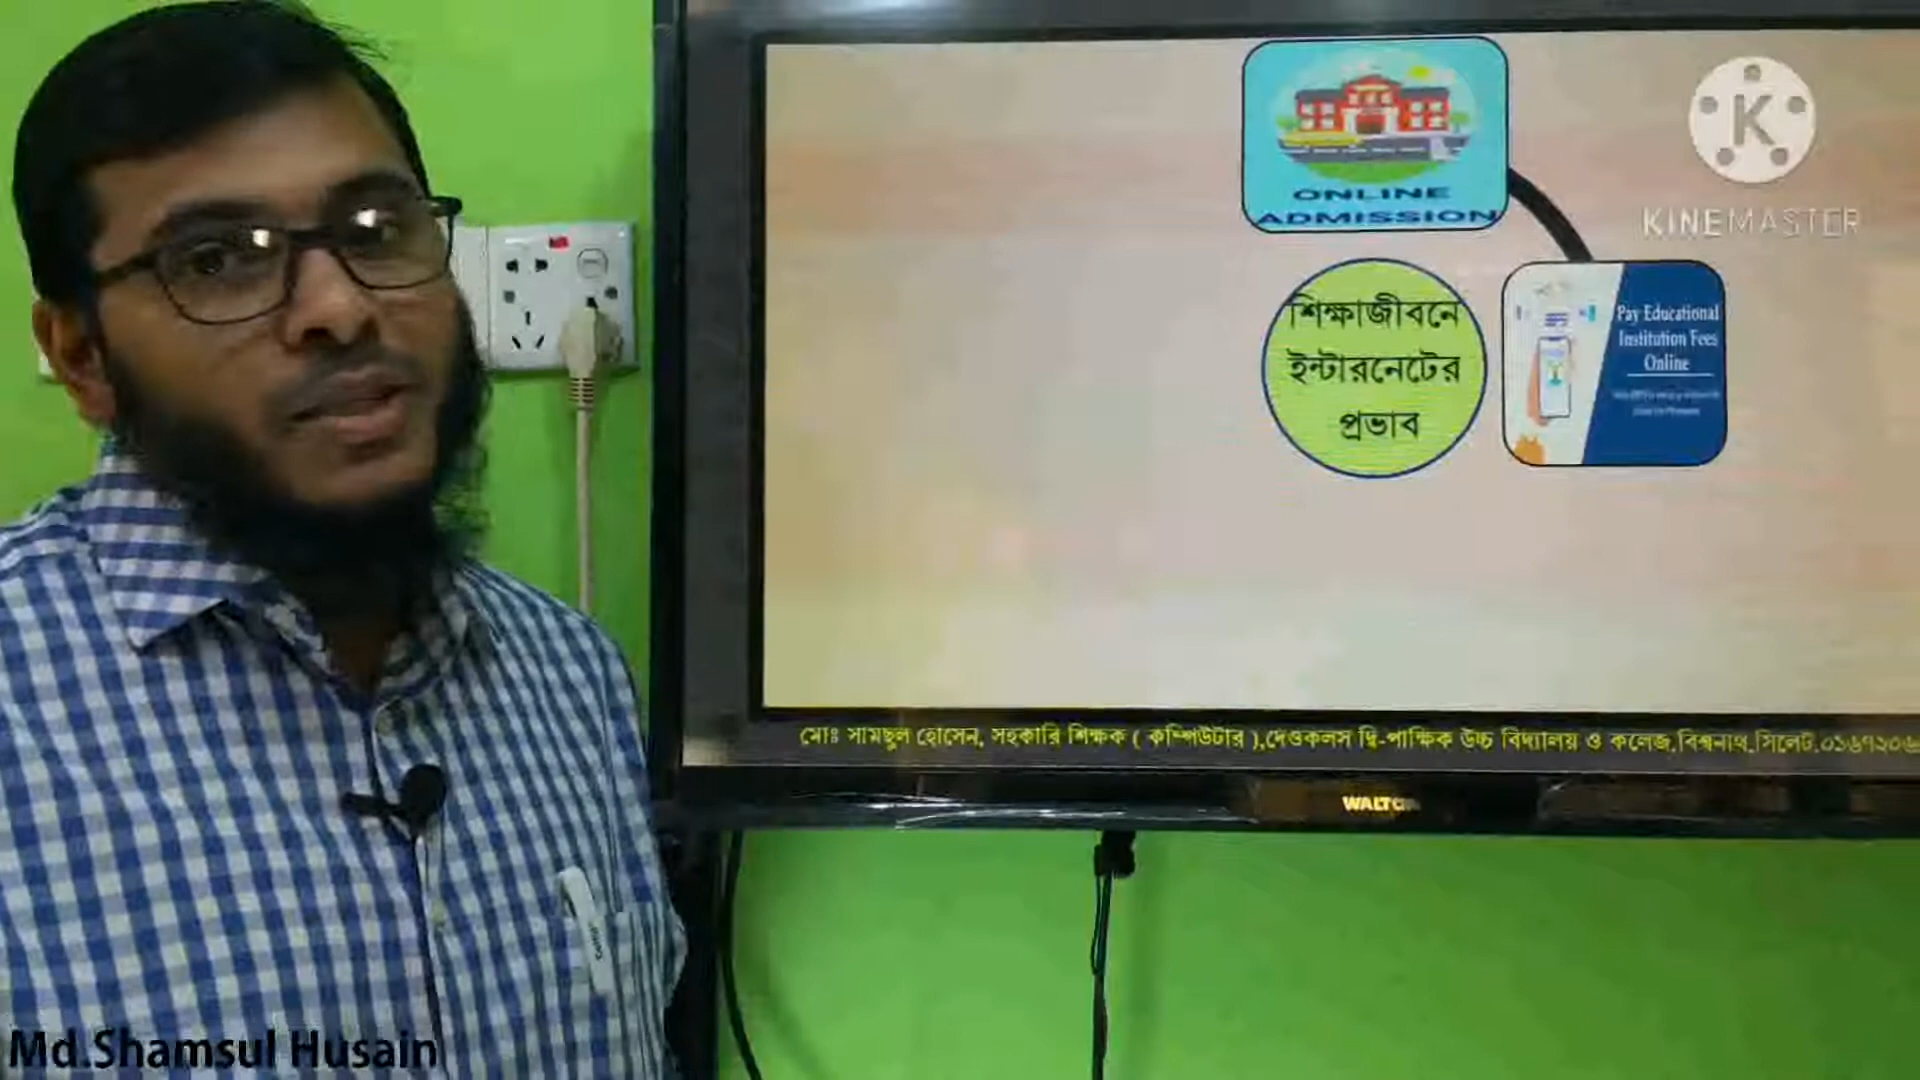 ONLINE
ADMISSION
KINEMASTER
শিক্ষাজীবনে
ইন্টারনেটের
প্রভাব
Pay Educational
Institution Fees
Online
মোঃ সামছুল হোসেন, সহকারি শিক্ষক ( কম্পিউটার ),দেওকলস দ্বি-পাক্ষিক উচ্চ বিদ্যালয় ও কলেজ,বিশ্বনাথ,সিলেট,০১৬৭২০৬
WALTON
Md.Shamsul Husain